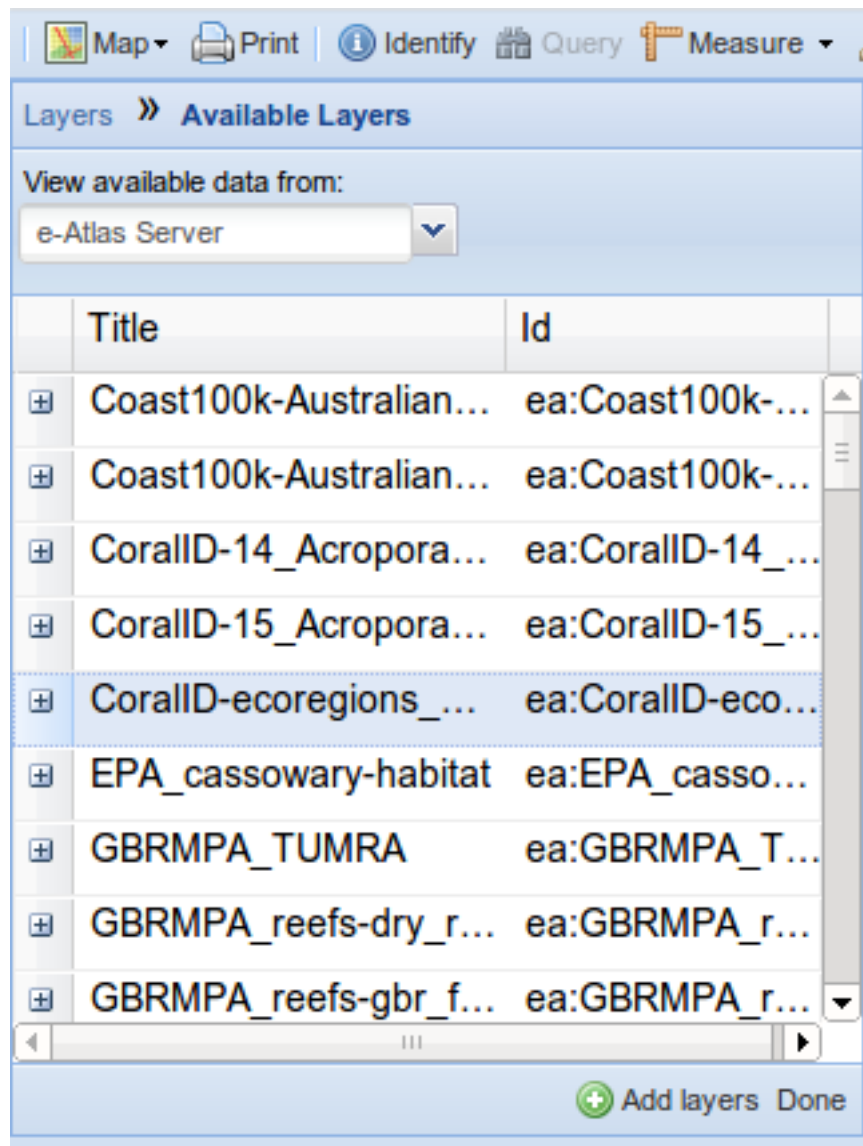 Map Print Identify Query Measure
Layers » Available Layers
View available data from:
e-Atlas Server
Title Id
Coast100k-Australian... ea:Coast100k-...
Coast100k-Australian... ea:Coast100k-...
CoralID-14_Acropora... ea:CoralID-14_...
CoralID-15_Acropora... ea:CoralID-15_...
CoralID-ecoregions_... ea:CoralID-eco...
EPA_cassowary-habitat ea:EPA_casso...
GBRMPA_TUMRA ea:GBRMPA_T...
GBRMPA_reefs-dry_r... ea:GBRMPA_r...
GBRMPA_reefs-gbr_f... ea:GBRMPA_r...
Add layers Done